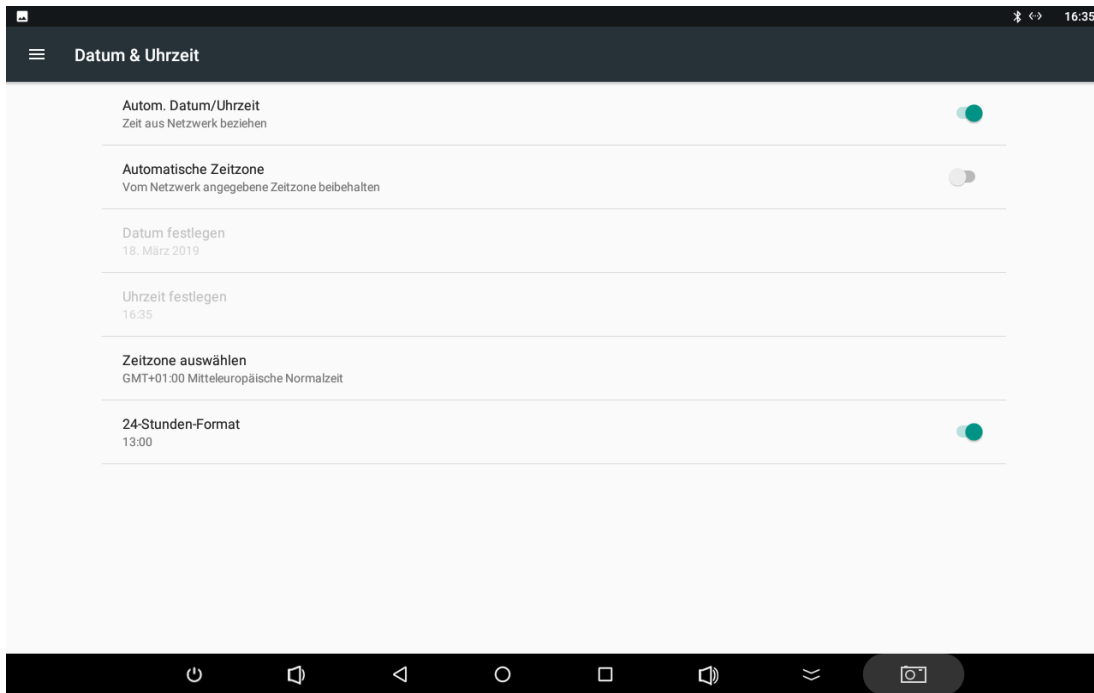 16:35
Datum & Uhrzeit
Autom. Datum/Uhrzeit
Zeit aus Netzwerk beziehen
Automatische Zeitzone
Vom Netzwerk angegebene Zeitzone beibehalten
Datum festlegen
18. März 2019
Uhrzeit festlegen
16:35
Zeitzone auswählen
GMT+01:00 Mitteleuropäische Normalzeit
24-Stunden-Format
13:00